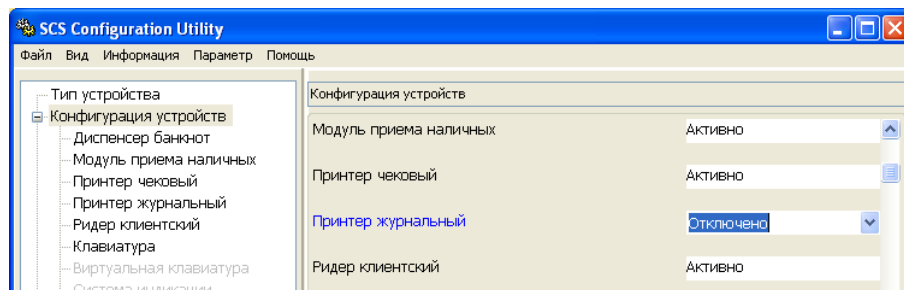 SCS Configuration Utility
Файл Вид Информация Параметр Помощь
Тип устройства
Конфигурация устройств
Диспенсер банкнот
Модуль приема наличных
Принтер чековый
Принтер журнальный
Ридер клиентский
Клавиатура
Виртуальная клавиатура
Система индикации
Конфигурация устройств
Модуль приема наличных Активно
Принтер чековый Активно
Принтер журнальный Отключено
Ридер клиентский Активно